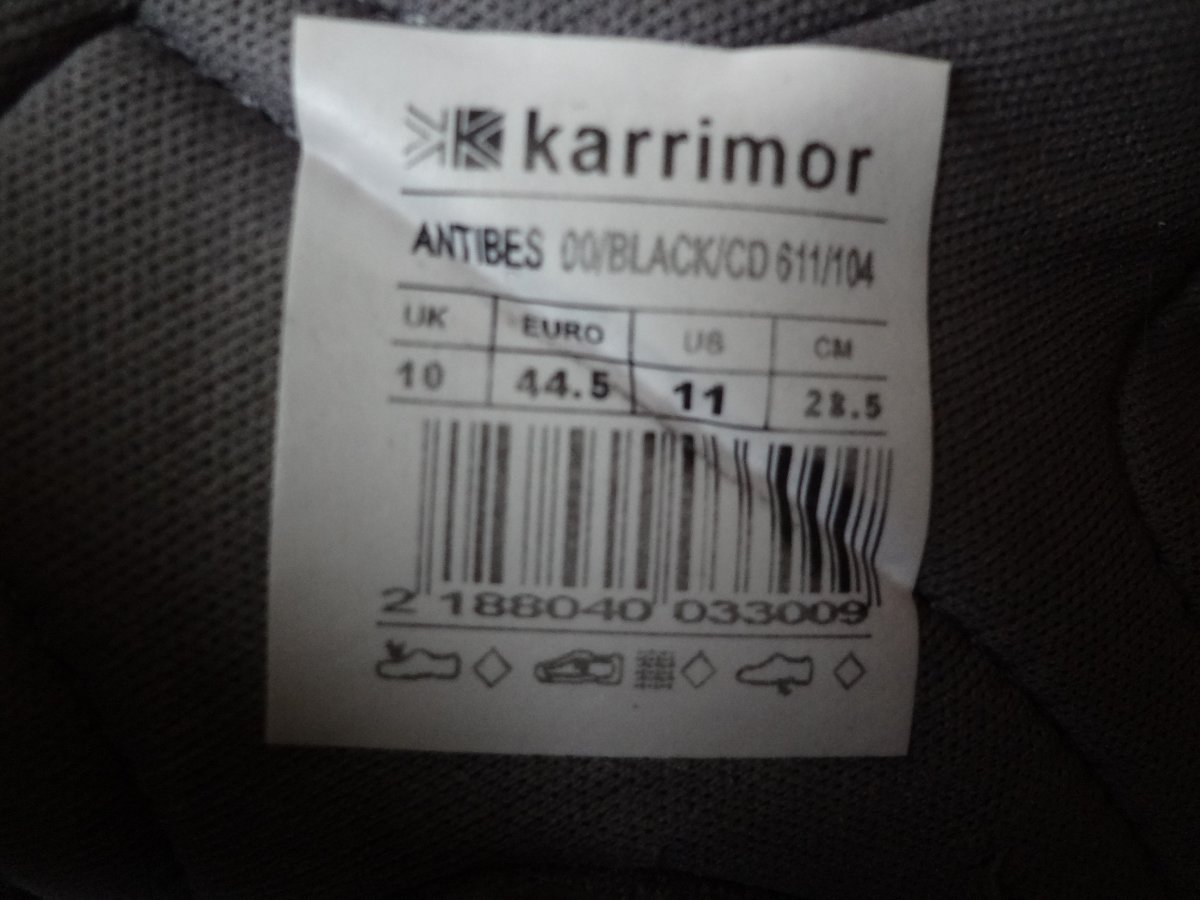 karrimor
ANTIBES 00/BLACK/CD 611/104
UK EURO US CM
10 44.5 11 28.5
2 188040 033009